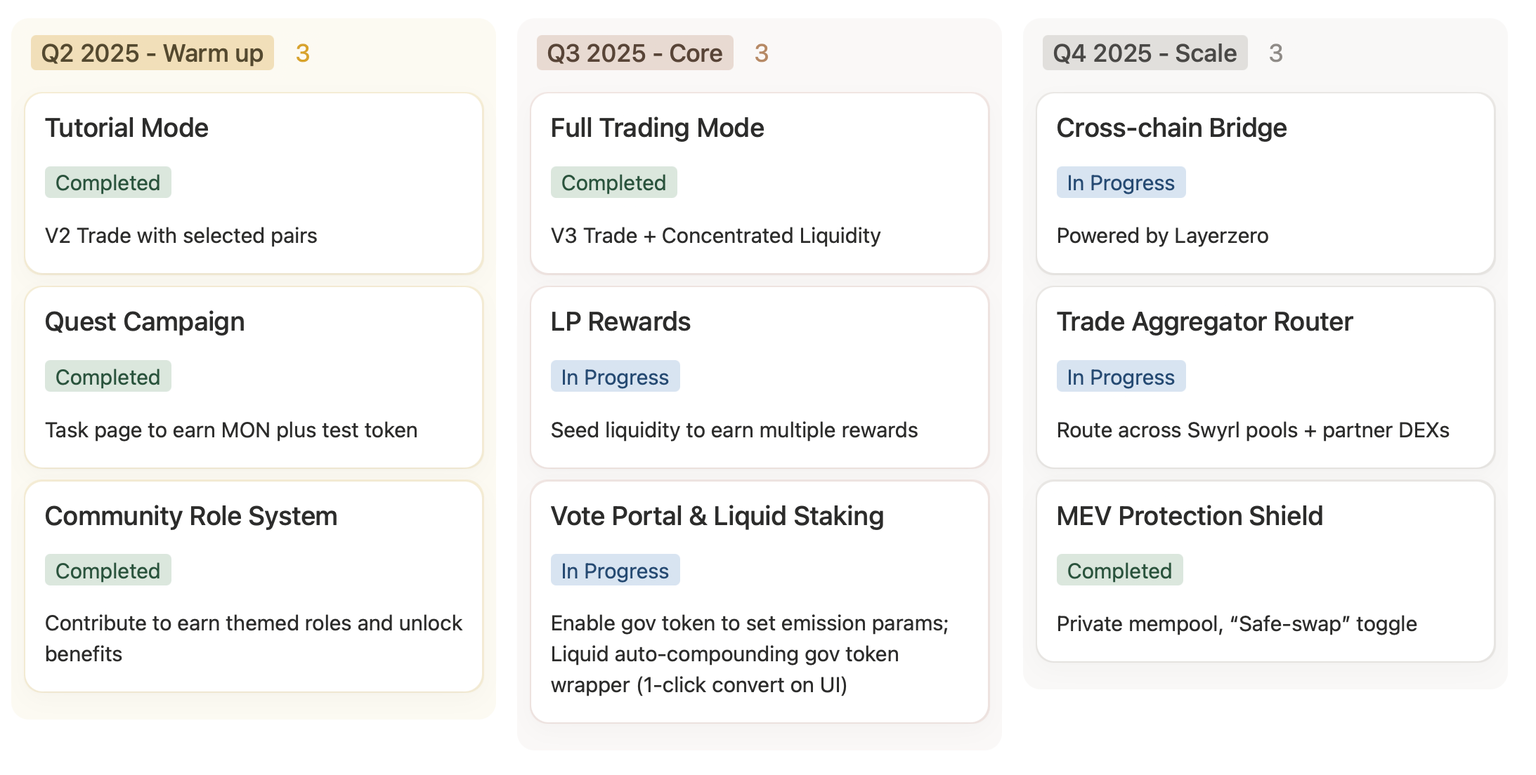 Q2 2025 - Warm up 3
Tutorial Mode
Completed
V2 Trade with selected pairs
Quest Campaign
Completed
Task page to earn MON plus test token
Community Role System
Completed
Contribute to earn themed roles and unlock
benefits
Q3 2025 - Core 3
Full Trading Mode
Completed
V3 Trade + Concentrated Liquidity
LP Rewards
In Progress
Seed liquidity to earn multiple rewards
Vote Portal & Liquid Staking
In Progress
Enable gov token to set emission params;
Liquid auto-compounding gov token
wrapper (1-click convert on UI)
Q4 2025 - Scale 3
Cross-chain Bridge
In Progress
Powered by Layerzero
Trade Aggregator Router
In Progress
Route across Swyrl pools + partner DEXs
MEV Protection Shield
Completed
Private mempool, “Safe-swap” toggle